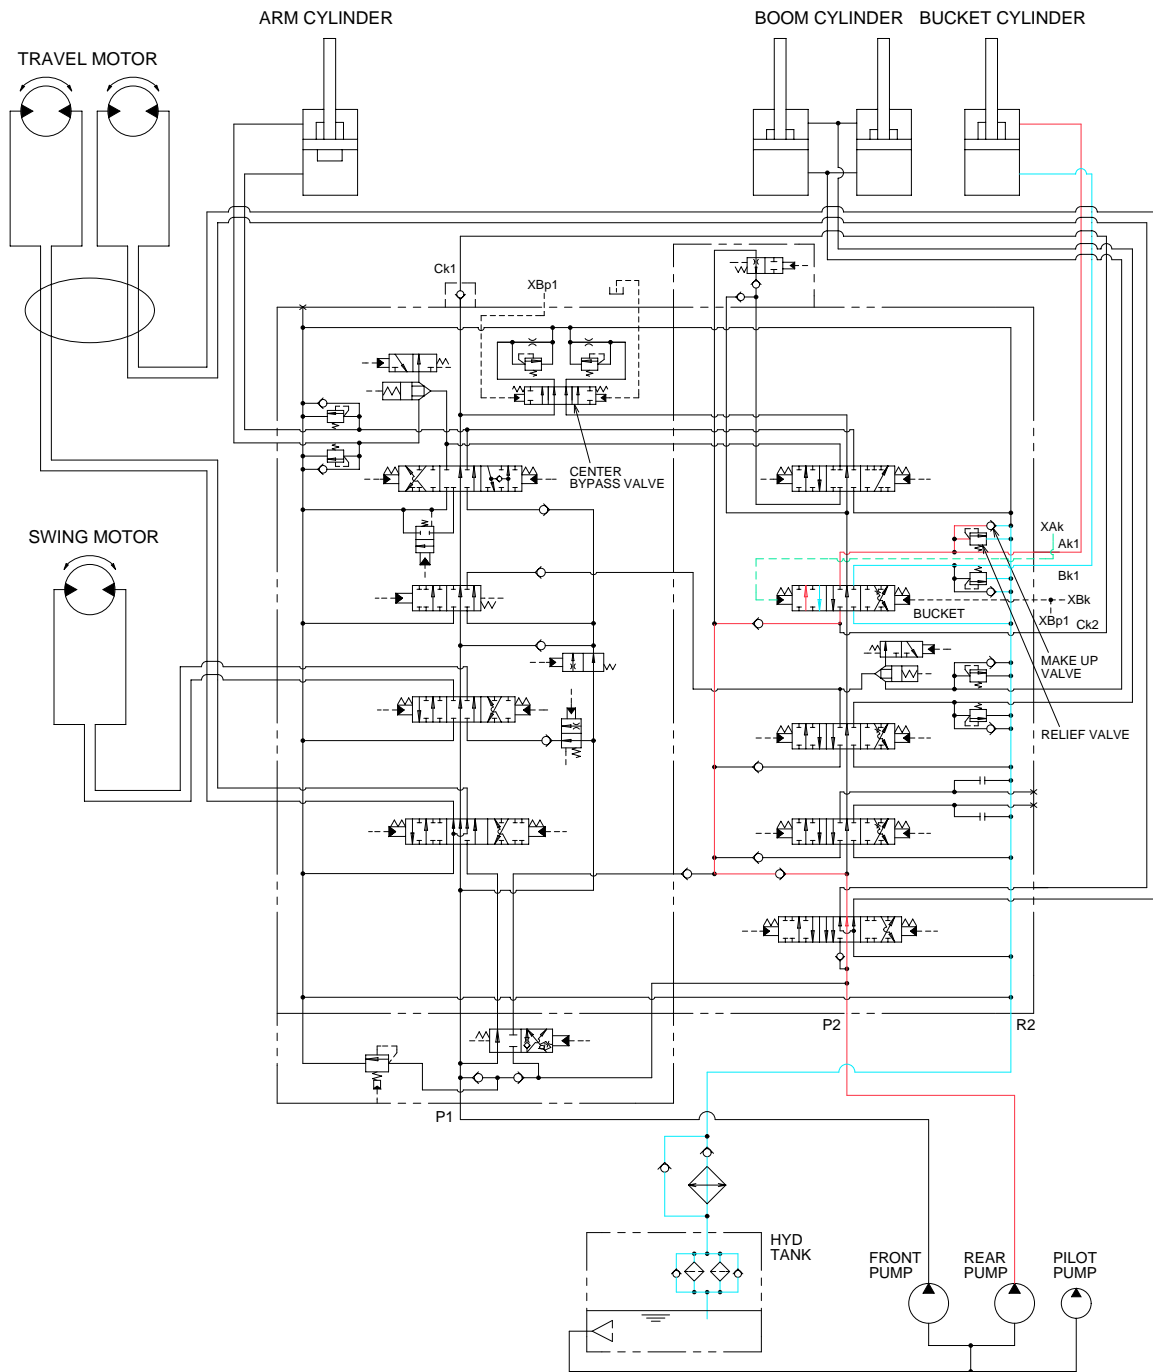 ARM CYLINDER
BOOM CYLINDER
BUCKET CYLINDER
TRAVEL MOTOR
Ck1
XBp1
CENTER
BYPASS VALVE
SWING MOTOR
XAk
Ak1
Bk1
XBk
BUCKET
XBp1
Ck2
MAKE UP
VALVE
RELIEF VALVE
P2
R2
P1
HYD
TANK
FRONT
PUMP
REAR
PUMP
PILOT
PUMP